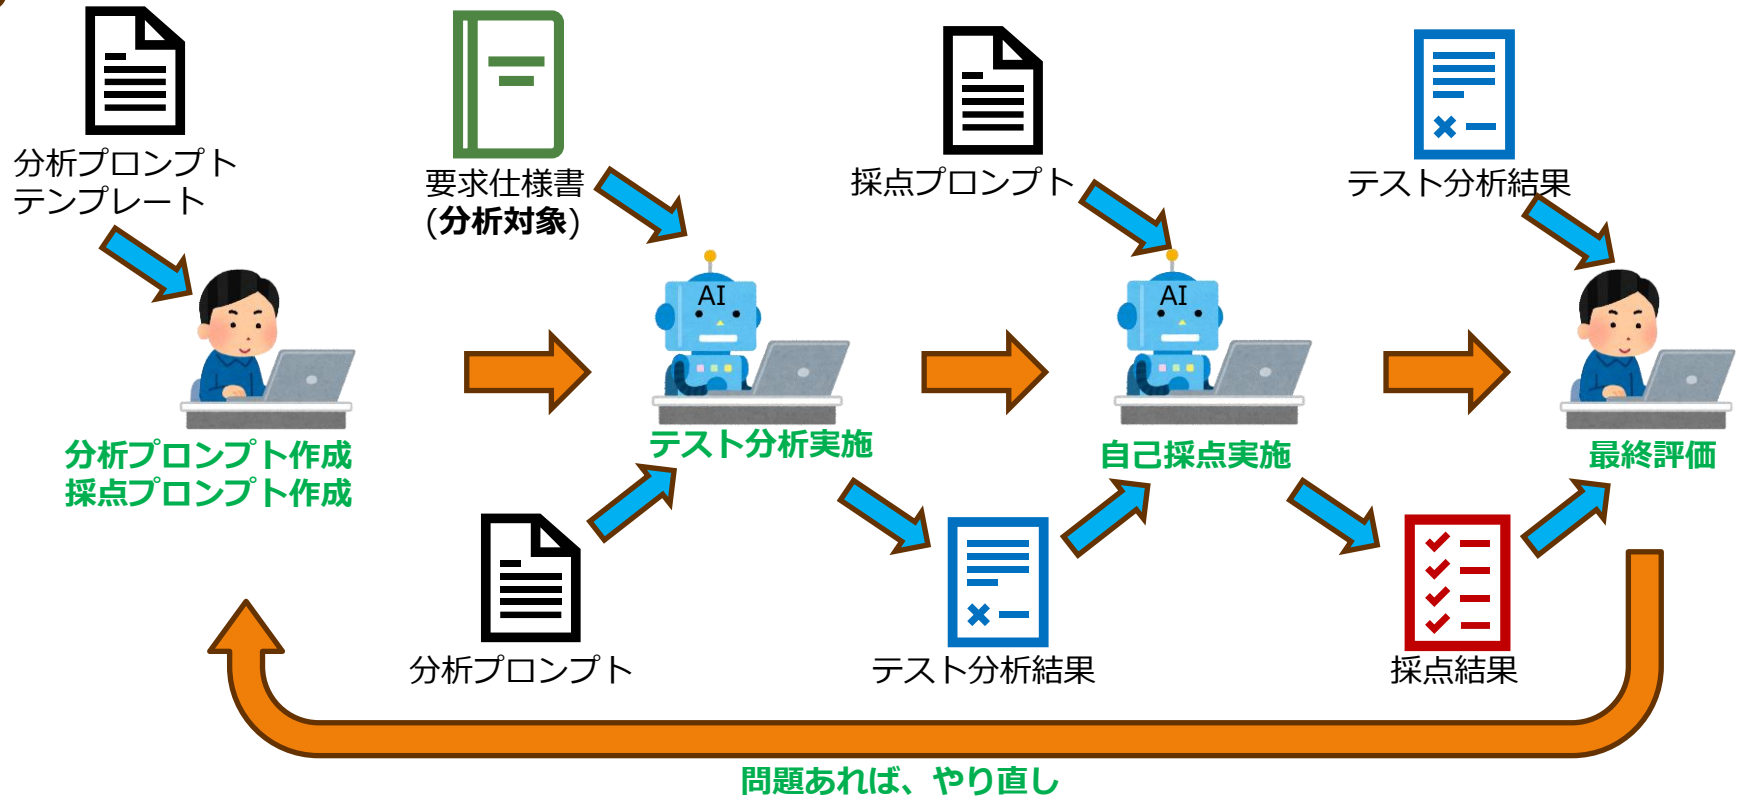 分析プロンプト
テンプレート
要求仕様書
(分析対象)
採点プロンプト
テスト分析結果
AI
AI
分析プロンプト作成
採点プロンプト作成
テスト分析実施
自己採点実施
最終評価
分析プロンプト
テスト分析結果
採点結果
問題あれば、やり直し